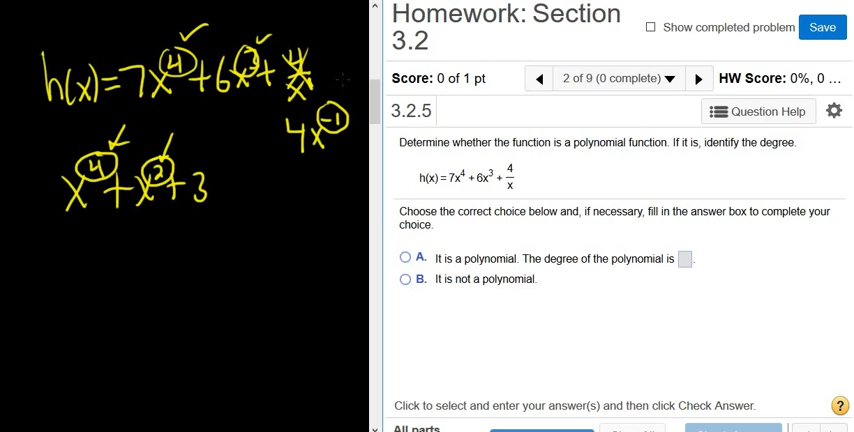 h(x) = 7x⁴ + 6x³ + 4/x
4x⁻¹
x⁴ + x² + 3
Homework: Section 3.2
Show completed problem
Save
Score: 0 of 1 pt
2 of 9 (0 complete)
HW Score: 0%, 0 ...
3.2.5
Question Help
Determine whether the function is a polynomial function. If it is, identify the degree.
h(x) = 7x⁴ + 6x³ + 4/x
Choose the correct choice below and, if necessary, fill in the answer box to complete your
choice.
A. It is a polynomial. The degree of the polynomial is .
B. It is not a polynomial.
Click to select and enter your answer(s) and then click Check Answer.
?
All parts